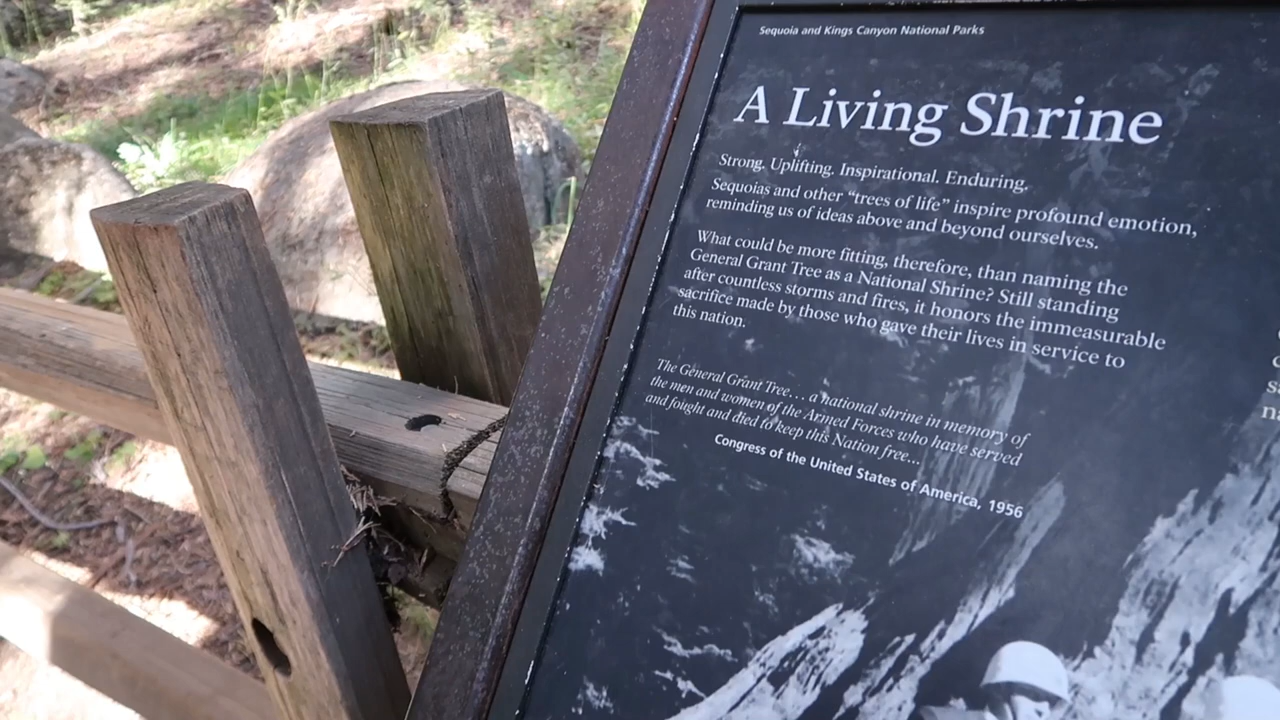 Sequoia and Kings Canyon National Parks
A Living Shrine
Strong. Uplifting. Inspirational. Enduring.
Sequoias and other “trees of life” inspire profound emotion,
reminding us of ideas above and beyond ourselves.
What could be more fitting, therefore, than naming the
General Grant Tree as a National Shrine? Still standing
after countless storms and fires, it honors the immeasurable
sacrifice made by those who gave their lives in service to
this nation.
The General Grant Tree . . . a national shrine in memory of
the men and women of the Armed Forces who have served
and fought and died to keep this Nation free...
Congress of the United States of America, 1956